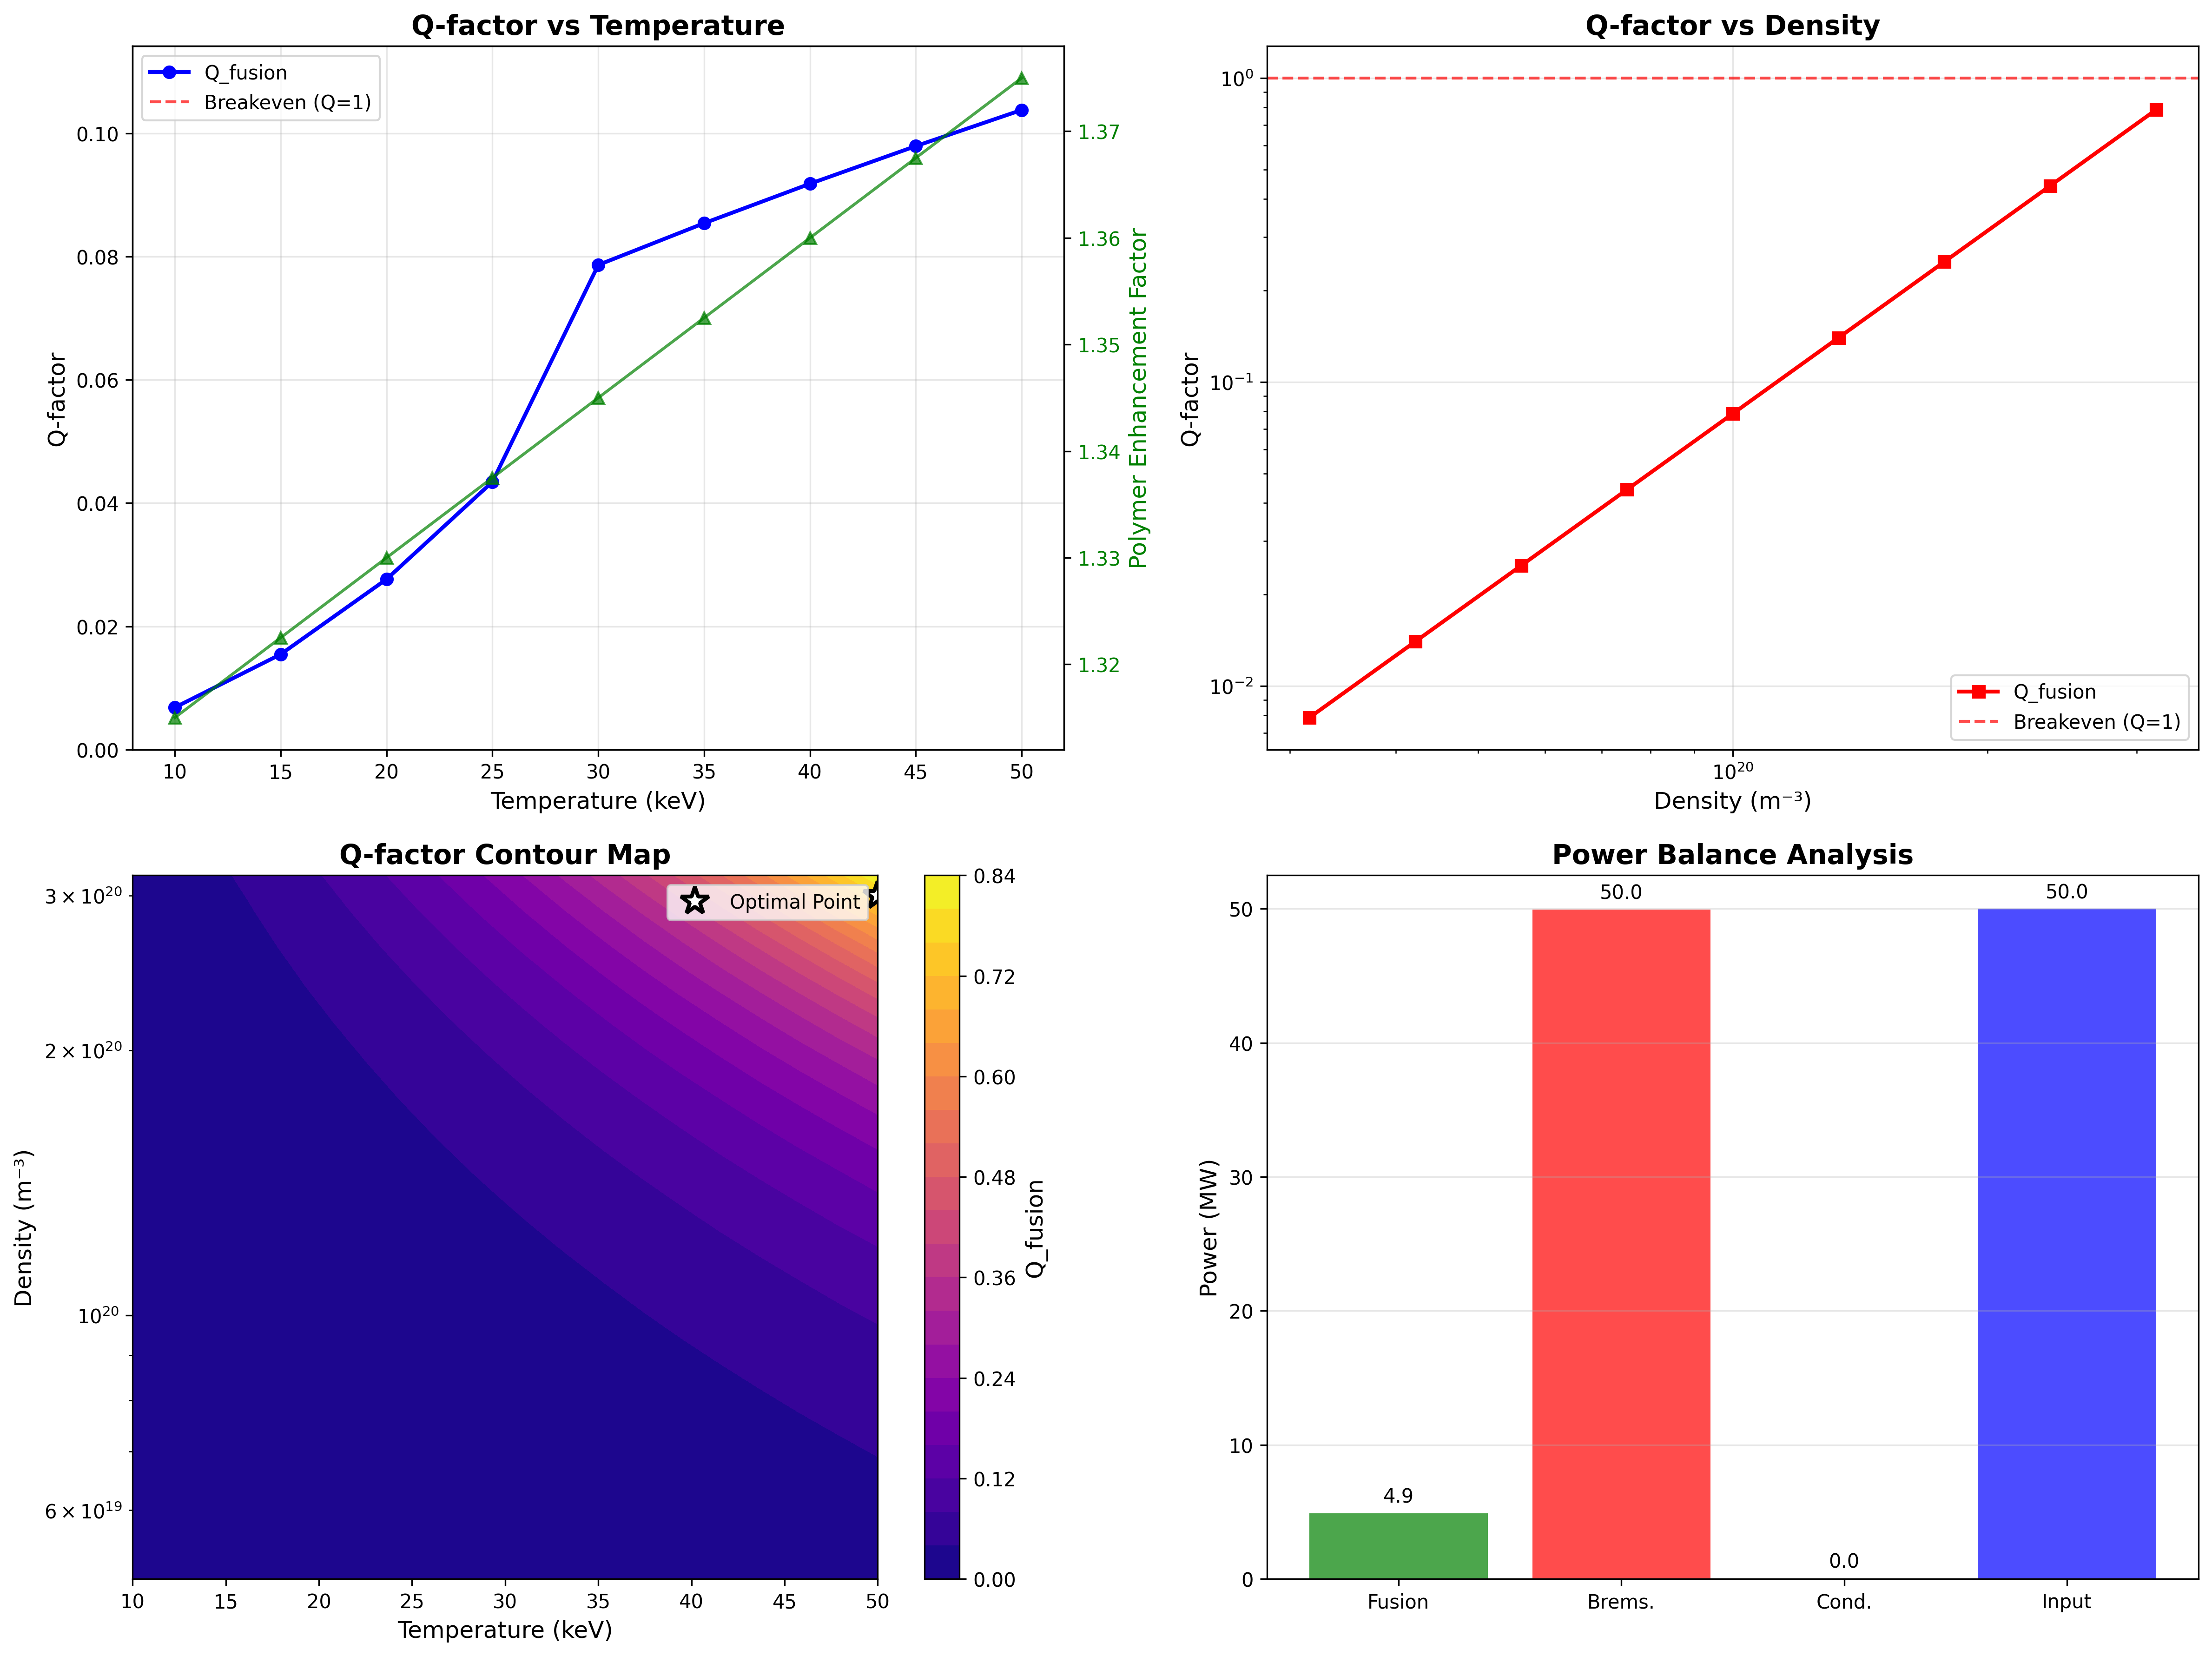 Q-factor vs Temperature
Q_fusion
Breakeven (Q=1)
Q-factor
0.10
0.08
0.06
0.04
0.02
0.00
10 15 20 25 30 35 40 45 50
Temperature (keV)
1.37
1.36
1.35
1.34
1.33
1.32
Polymer Enhancement Factor
Q-factor vs Density
Q-factor
10⁰
10⁻¹
10⁻²
10²⁰
Density (m⁻³)
Q_fusion
Breakeven (Q=1)
Q-factor Contour Map
Optimal Point
Density (m⁻³)
3 × 10²⁰
2 × 10²⁰
10²⁰
6 × 10¹⁹
10 15 20 25 30 35 40 45 50
Temperature (keV)
0.84
0.72
0.60
0.48
0.36
0.24
0.12
0.00
Q_fusion
Power Balance Analysis
Power (MW)
50
40
30
20
10
0
4.9
50.0
0.0
50.0
Fusion Brems. Cond. Input